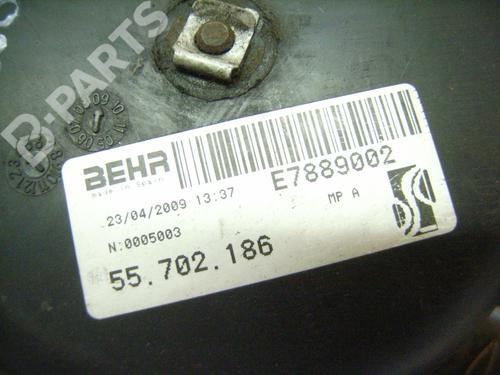 B-PARTS
BEHR
Made in Spain
E7889002
23/04/2009 13:37
MP A
N:0005003
55.702.186